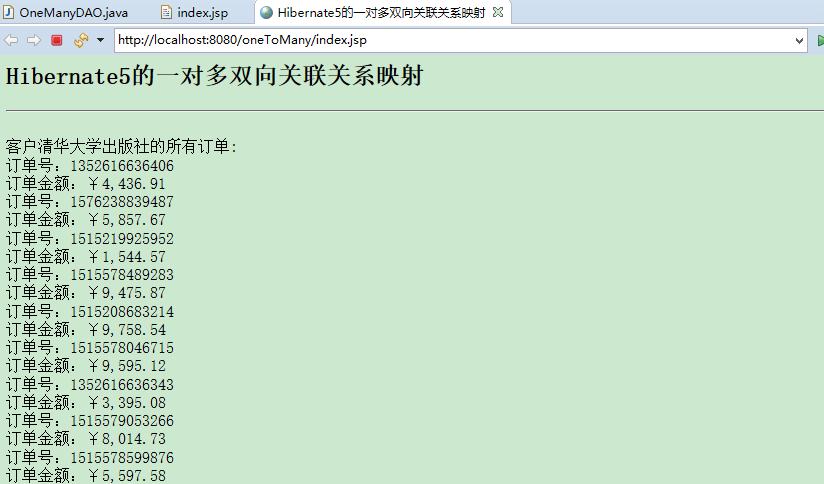 OneManyDAO.java index.jsp Hibernate5的一对多双向关联关系映射
http://localhost:8080/oneToMany/index.jsp
Hibernate5的一对多双向关联关系映射
客户清华大学出版社的所有订单:
订单号：1352616636406
订单金额：￥4,436.91
订单号：1576238839487
订单金额：￥5,857.67
订单号：1515219925952
订单金额：￥1,544.57
订单号：1515578489283
订单金额：￥9,475.87
订单号：1515208683214
订单金额：￥9,758.54
订单号：1515578046715
订单金额：￥9,595.12
订单号：1352616636343
订单金额：￥3,395.08
订单号：1515579053266
订单金额：￥8,014.73
订单号：1515578599876
订单金额：￥5,597.58